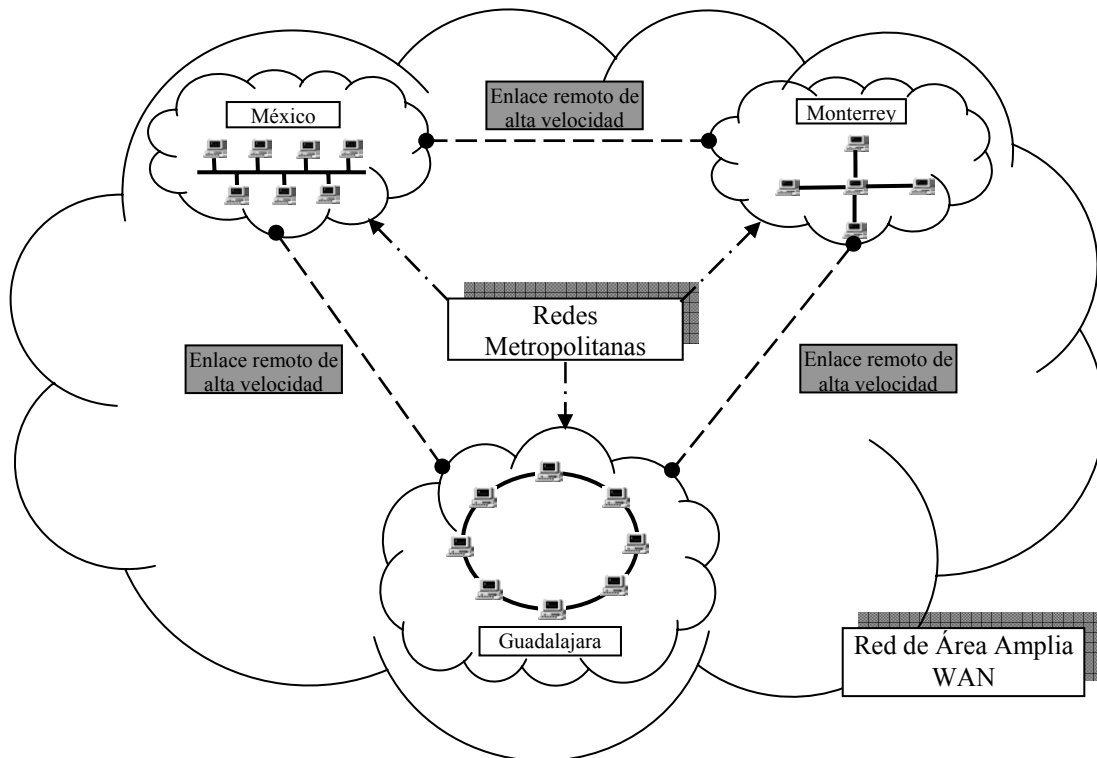 Enlace remoto de
alta velocidad
México
Monterrey
Redes
Metropolitanas
Enlace remoto de
alta velocidad
Enlace remoto de
alta velocidad
Guadalajara
Red de Área Amplia
WAN